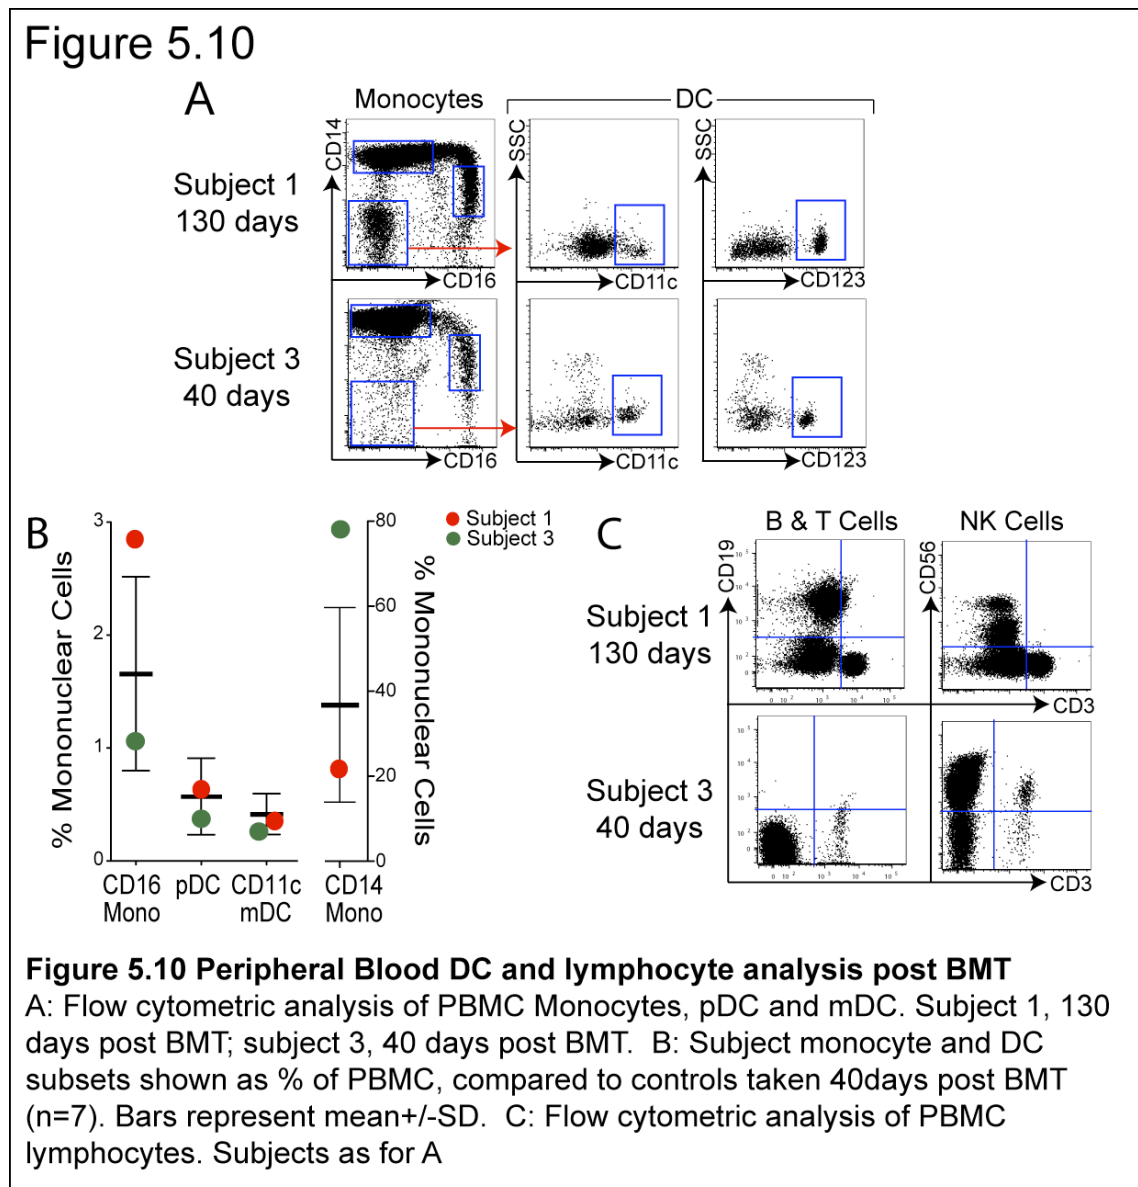 Figure 5.10
A
Monocytes
DC
Subject 1
130 days
CD14
CD16
SSC
CD11c
SSC
CD123
Subject 3
40 days
CD16
CD11c
CD123
B
% Mononuclear Cells
3
2
1
0
CD16
Mono
pDC
CD11c
mDC
CD14
Mono
80
60
40
20
0
% Mononuclear Cells
Subject 1
Subject 3
C
B & T Cells
NK Cells
CD19
CD56
Subject 1
130 days
CD3
Subject 3
40 days
CD3
Figure 5.10 Peripheral Blood DC and lymphocyte analysis post BMT
A: Flow cytometric analysis of PBMC Monocytes, pDC and mDC. Subject 1, 130
days post BMT; subject 3, 40 days post BMT.  B: Subject monocyte and DC
subsets shown as % of PBMC, compared to controls taken 40days post BMT
(n=7). Bars represent mean+/-SD.  C: Flow cytometric analysis of PBMC
lymphocytes. Subjects as for A